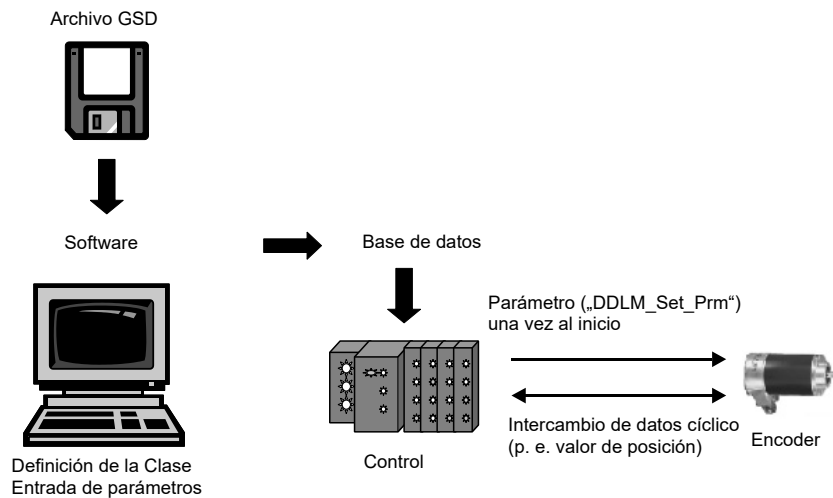 Archivo GSD
Software
Base de datos
Parámetro („DDLM_Set_Prm“)
una vez al inicio
Intercambio de datos cíclico
(p. e. valor de posición)
Encoder
Control
Definición de la Clase
Entrada de parámetros